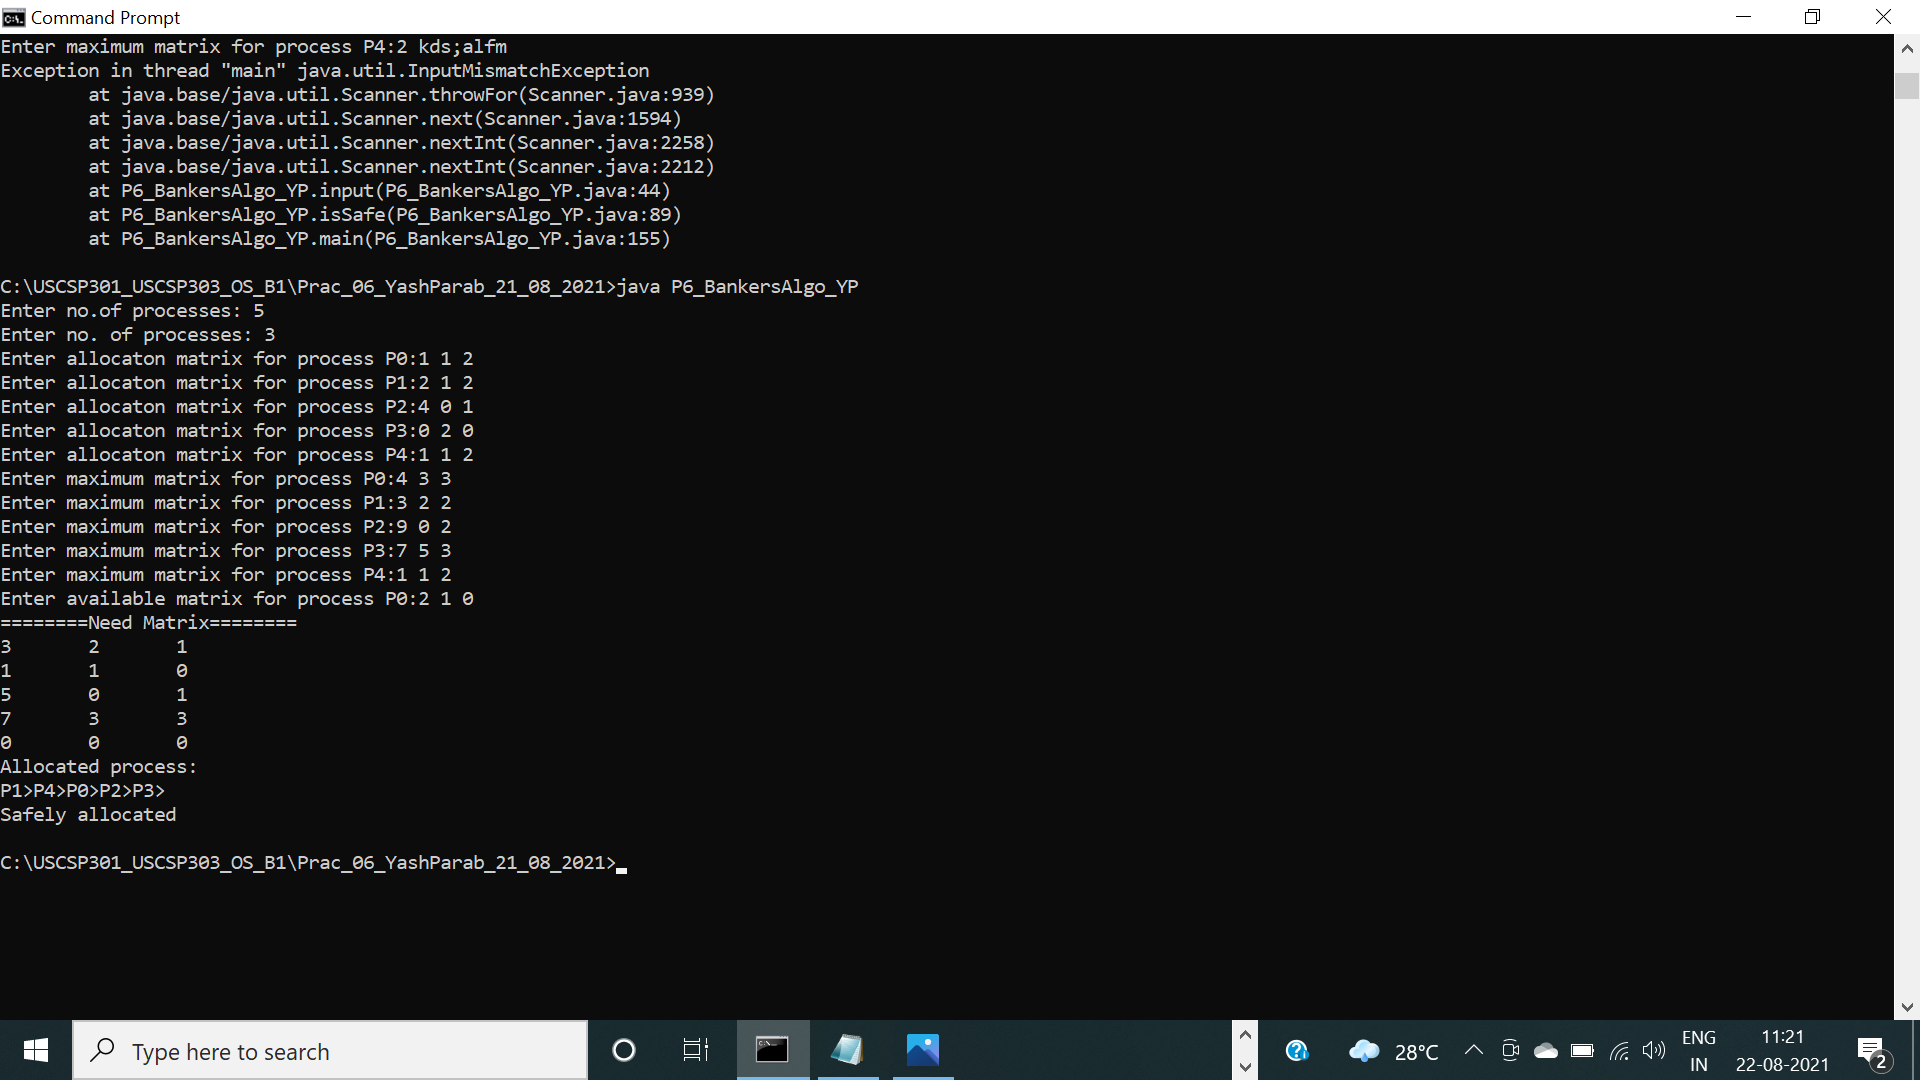 Command Prompt
Enter maximum matrix for process P4:2 kds;alfm
Exception in thread "main" java.util.InputMismatchException
        at java.base/java.util.Scanner.throwFor(Scanner.java:939)
        at java.base/java.util.Scanner.next(Scanner.java:1594)
        at java.base/java.util.Scanner.nextInt(Scanner.java:2258)
        at java.base/java.util.Scanner.nextInt(Scanner.java:2212)
        at P6_BankersAlgo_YP.input(P6_BankersAlgo_YP.java:44)
        at P6_BankersAlgo_YP.isSafe(P6_BankersAlgo_YP.java:89)
        at P6_BankersAlgo_YP.main(P6_BankersAlgo_YP.java:155)
C:\USCSP301_USCSP303_OS_B1\Prac_06_YashParab_21_08_2021>java P6_BankersAlgo_YP
Enter no.of processes: 5
Enter no. of processes: 3
Enter allocaton matrix for process P0:1 1 2
Enter allocaton matrix for process P1:2 1 2
Enter allocaton matrix for process P2:4 0 1
Enter allocaton matrix for process P3:0 2 0
Enter allocaton matrix for process P4:1 1 2
Enter maximum matrix for process P0:4 3 3
Enter maximum matrix for process P1:3 2 2
Enter maximum matrix for process P2:9 0 2
Enter maximum matrix for process P3:7 5 3
Enter maximum matrix for process P4:1 1 2
Enter available matrix for process P0:2 1 0
========Need Matrix========
3       2       1
1       1       0
5       0       1
7       3       3
0       0       0
Allocated process:
P1>P4>P0>P2>P3>
Safely allocated
C:\USCSP301_USCSP303_OS_B1\Prac_06_YashParab_21_08_2021>
Type here to search
28°C
ENG
IN
11:21
22-08-2021
2